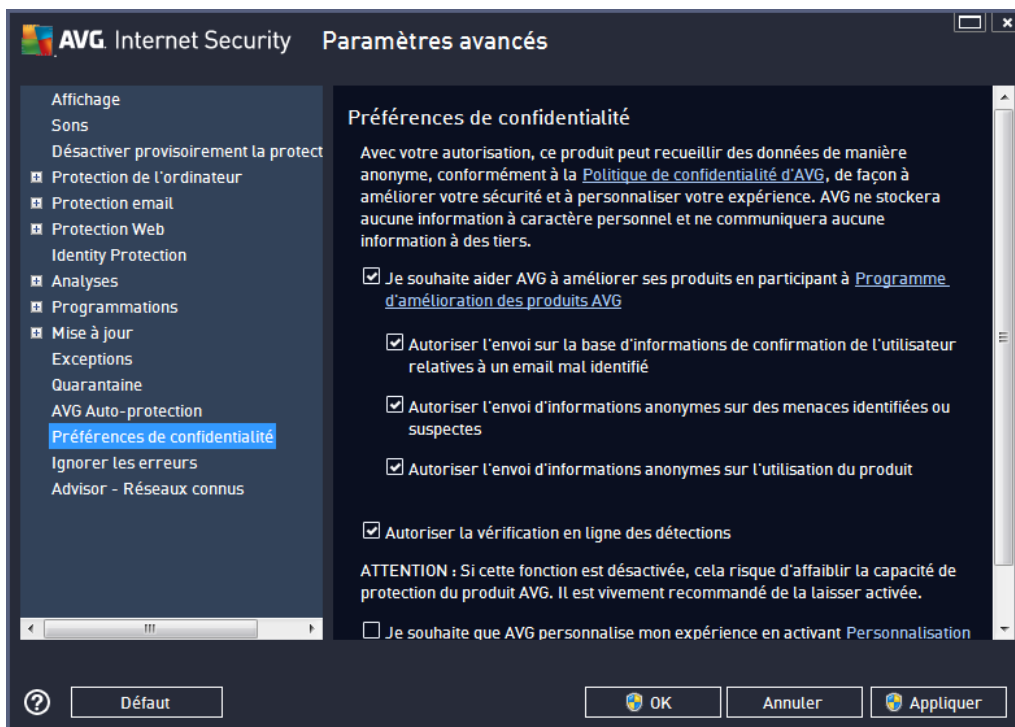 AVG. Internet Security Paramètres avancés
Affichage
Sons
Désactiver provisoirement la protect
Protection de l'ordinateur
Protection email
Protection Web
Identity Protection
Analyses
Programmations
Mise à jour
Exceptions
Quarantaine
AVG Auto-protection
Préférences de confidentialité
Ignorer les erreurs
Advisor - Réseaux connus
Préférences de confidentialité
Avec votre autorisation, ce produit peut recueillir des données de manière
anonyme, conformément à la Politique de confidentialité d'AVG, de façon à
améliorer votre sécurité et à personnaliser votre expérience. AVG ne stockera
aucune information à caractère personnel et ne communiquera aucune
information à des tiers.
Je souhaite aider AVG à améliorer ses produits en participant à Programme
d'amélioration des produits AVG
Autoriser l'envoi sur la base d'informations de confirmation de l'utilisateur
relatives à un email mal identifié
Autoriser l'envoi d'informations anonymes sur des menaces identifiées ou
suspectes
Autoriser l'envoi d'informations anonymes sur l'utilisation du produit
Autoriser la vérification en ligne des détections
ATTENTION : Si cette fonction est désactivée, cela risque d'affaiblir la capacité de
protection du produit AVG. Il est vivement recommandé de la laisser activée.
Je souhaite que AVG personnalise mon expérience en activant Personnalisation
? Défaut OK Annuler Appliquer